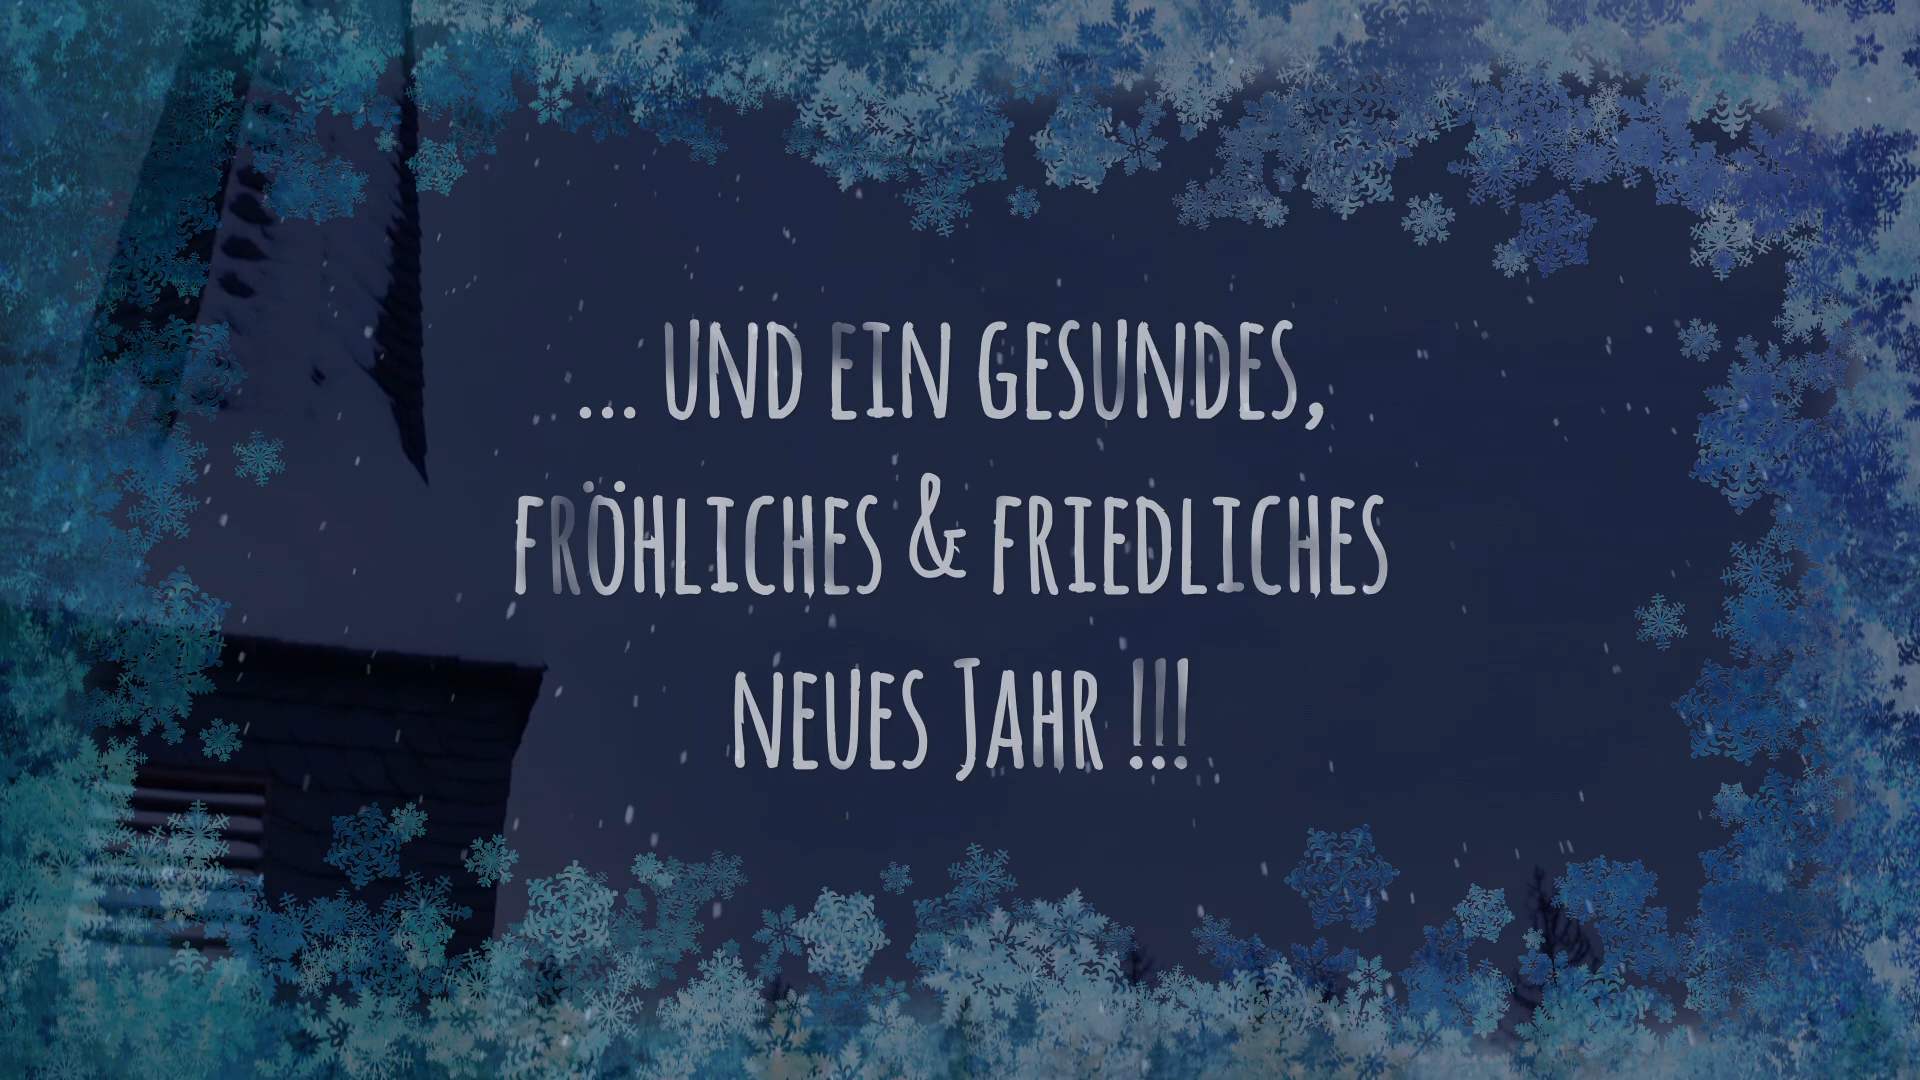 ... UND EIN GESUNDES,
FRÖHLICHES & FRIEDLICHES
NEUES JAHR !!!